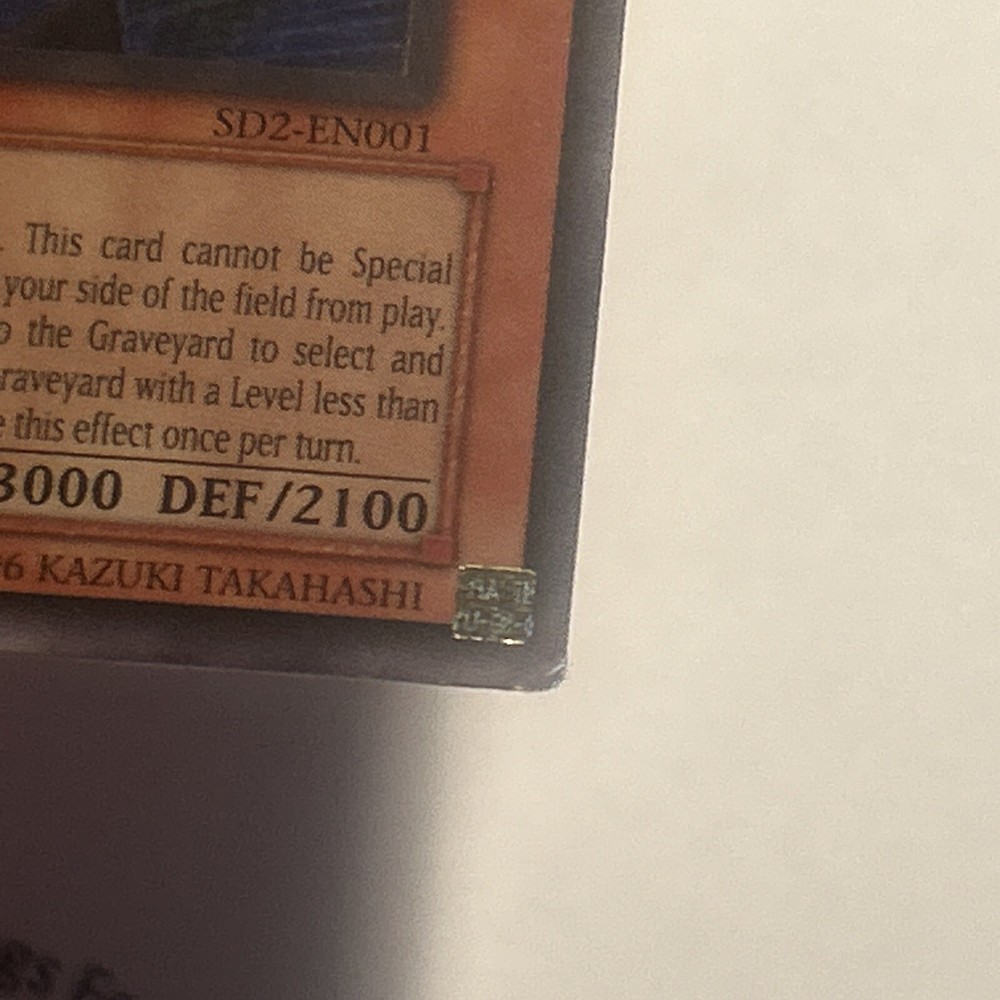 SD2-EN001
. This card cannot be Special
your side of the field from play.
the Graveyard to select and
raveyard with a Level less than
this effect once per turn.
3000 DEF/2100
6 KAZUKI TAKAHASHI